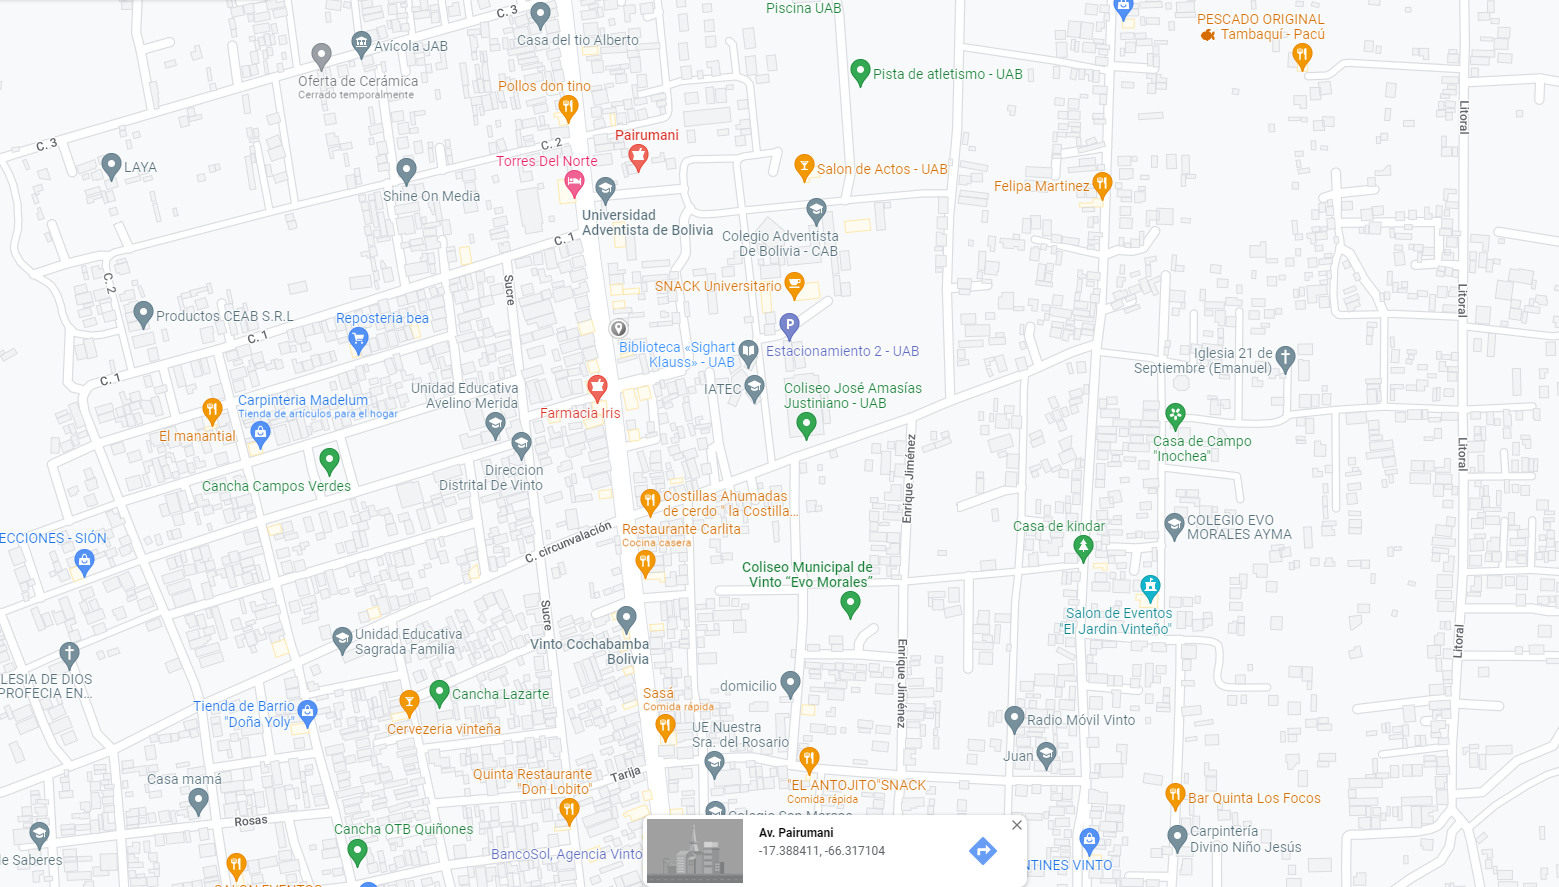 Piscina UAB
C. 3
PESCADO ORIGINAL
Tambaquí - Pacú
Casa del tio Alberto
Avícola JAB
Oferta de Cerámica
Cerrado temporalmente
Pista de atletismo - UAB
Pollos don tino
Litoral
Pairumani
C. 3
C. 2
LAYA
Torres Del Norte
Salon de Actos - UAB
Shine On Media
Felipa Martinez
Universidad
Adventista de Bolivia
C. 1
Colegio Adventista
De Bolivia - CAB
C. 2
Sucre
SNACK Universitario
Litoral
Productos CEAB S.R.L
Reposteria bea
C. 1
Biblioteca «Sighart
Klauss» - UAB
Estacionamiento 2 - UAB
Iglesia 21 de
Septiembre (Emanuel)
C. 1
Unidad Educativa
Avelino Merida
IATEC
Coliseo José Amasías
Justiniano - UAB
Carpinteria Madelum
Tienda de artículos para el hogar
Farmacia Iris
El manantial
Casa de Campo
"Inochea"
Litoral
Direccion
Distrital De Vinto
Enrique Jiménez
Cancha Campos Verdes
Costillas Ahumadas
de cerdo " la Costilla...
Restaurante Carlita
Cocina casera
C. circunvalación
Casa de kindar
COLEGIO EVO
MORALES AYMA
ECCIONES - SIÓN
Coliseo Municipal de
Vinto “Evo Morales”
Sucre
Salon de Eventos
"El Jardin Vinteño"
Unidad Educativa
Sagrada Familia
Vinto Cochabamba
Bolivia
Litoral
LESIA DE DIOS
PROFECIA EN...
Enrique Jiménez
domicilio
Cancha Lazarte
Sasá
Comida rápida
Tienda de Barrio
"Doña Yoly"
Cervezeria vinteña
UE Nuestra
Sra. del Rosario
Radio Móvil Vinto
Juan
Casa mamá
Quinta Restaurante
"Don Lobito"
Tarija
"EL ANTOJITO"SNACK
Comida rápida
Bar Quinta Los Focos
Rosas
Cancha OTB Quiñones
Colegio San Marcos
Av. Pairumani
-17.388411, -66.317104
Carpintería
Divino Niño Jesús
BancoSol, Agencia Vinto
le Saberes
NTINES VINTO
SALON EVENTOS